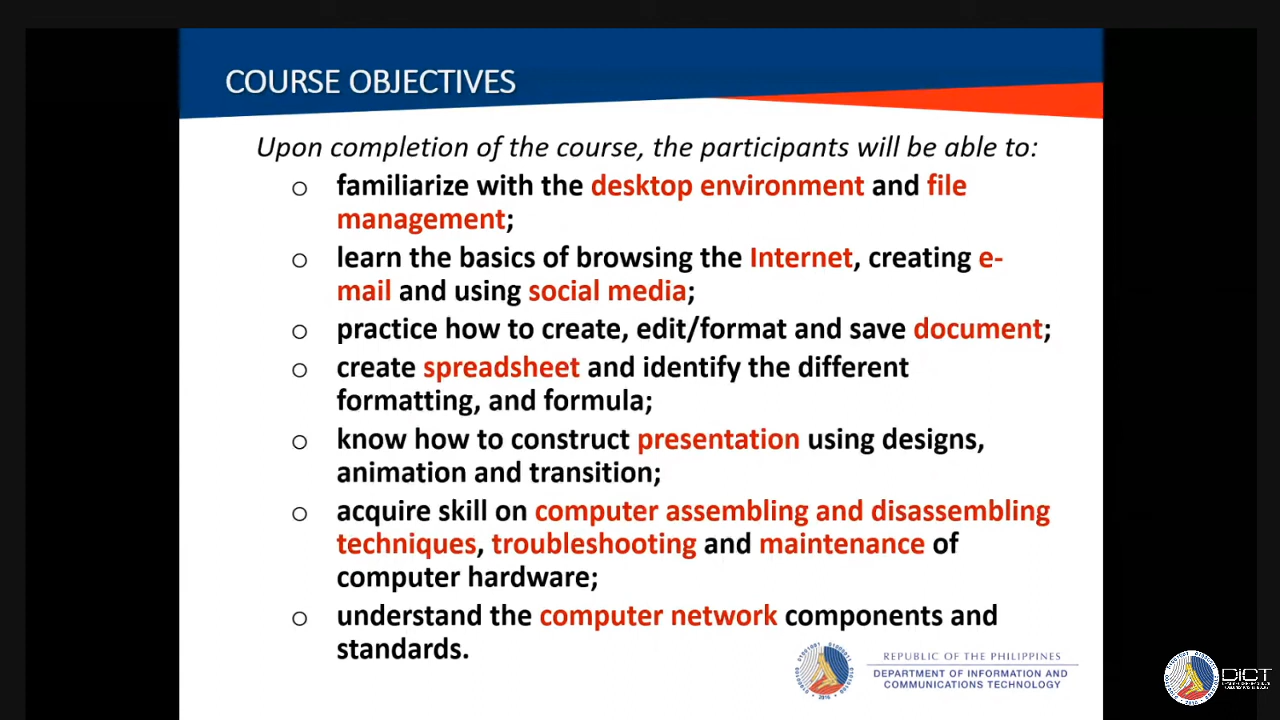 COURSE OBJECTIVES
Upon completion of the course, the participants will be able to:
o familiarize with the desktop environment and file
management;
o learn the basics of browsing the Internet, creating e-
mail and using social media;
o practice how to create, edit/format and save document;
o create spreadsheet and identify the different
formatting, and formula;
o know how to construct presentation using designs,
animation and transition;
o acquire skill on computer assembling and disassembling
techniques, troubleshooting and maintenance of
computer hardware;
o understand the computer network components and
standards.
REPUBLIC OF THE PHILIPPINES
DEPARTMENT OF INFORMATION AND
COMMUNICATIONS TECHNOLOGY
DICT